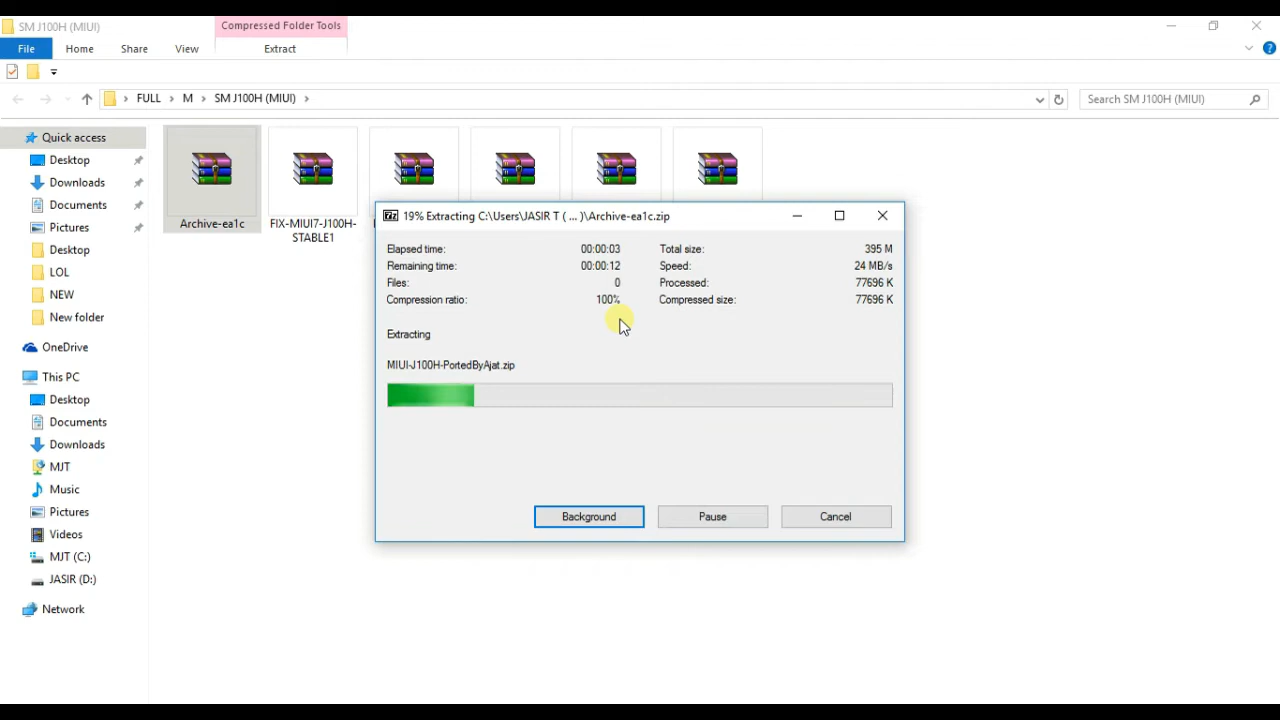 SM J100H (MIUI)
Compressed Folder Tools
File
Home
Share
View
Extract
FULL
M
SM J100H (MIUI)
Search SM J100H (MIUI)
Quick access
Desktop
Downloads
Documents
Pictures
Desktop
LOL
NEW
New folder
OneDrive
This PC
Desktop
Documents
Downloads
MJT
Music
Pictures
Videos
MJT (C:)
JASIR (D:)
Network
Archive-ea1c
FIX-MIUI7-J100H-
STABLE1
19% Extracting C:\Users\JASIR T ( ... )\Archive-ea1c.zip
Elapsed time: 00:00:03
Total size: 395 M
Remaining time: 00:00:12
Speed: 24 MB/s
Files: 0
Processed: 77696 K
Compression ratio: 100%
Compressed size: 77696 K
Extracting
MIUI-J100H-PortedByAjat.zip
Background
Pause
Cancel